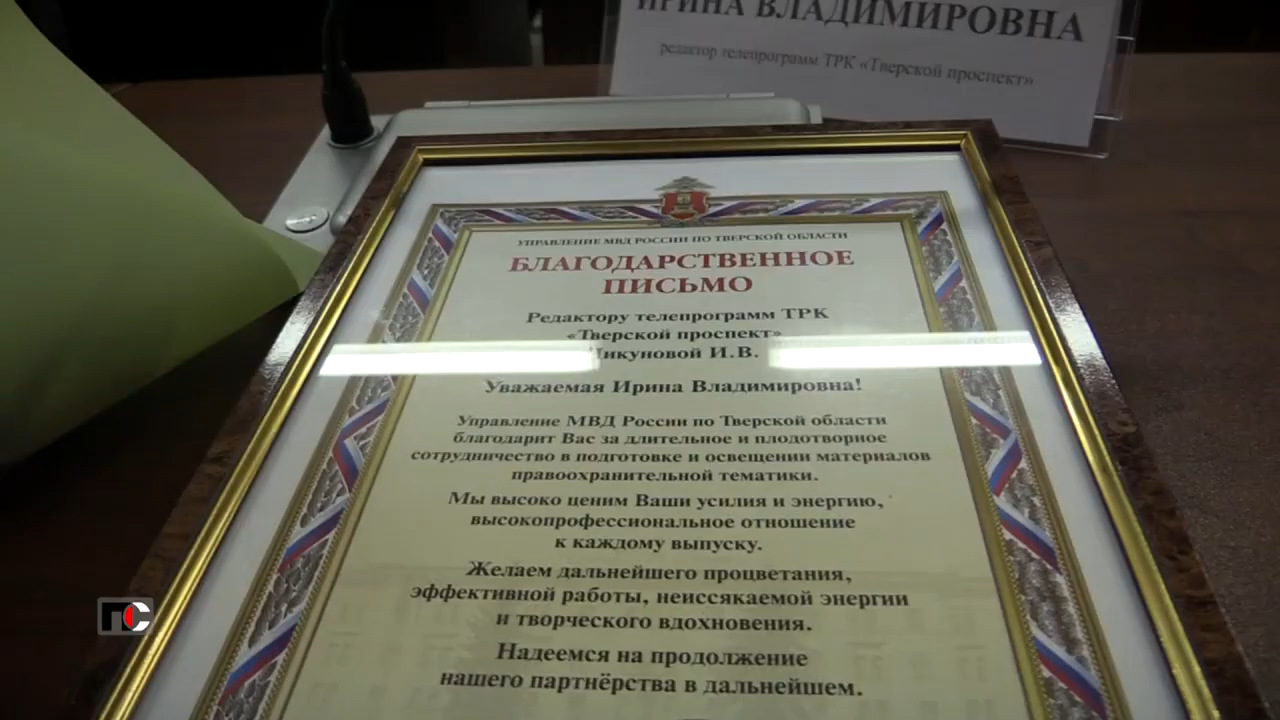 ИРИНА ВЛАДИМИРОВНА
редактор телепрограмм ТРК «Тверской проспект»
УПРАВЛЕНИЕ МВД РОССИИ ПО ТВЕРСКОЙ ОБЛАСТИ
БЛАГОДАРСТВЕННОЕ
ПИСЬМО
Редактору телепрограмм ТРК
«Тверской проспект»
И.В.
Уважаемая Ирина Владимировна!
Управление МВД России по Тверской области
благодарит Вас за длительное и плодотворное
сотрудничество в подготовке и освещении материалов
правоохранительной тематики.
Мы высоко ценим Ваши усилия и энергию,
высокопрофессиональное отношение
к каждому выпуску.
Желаем дальнейшего процветания,
эффективной работы, неиссякаемой энергии
и творческого вдохновения.
Надеемся на продолжение
нашего партнёрства в дальнейшем.
ПС